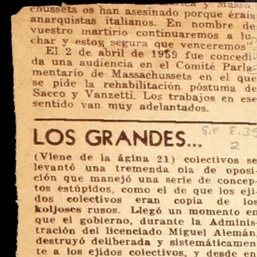 chussets os han asesinado porque érais
anarquistas italianos. En nombre de
vuestro martirio continuaremos a lu-
char y estoy segura que venceremos".
El 2 de abril de 1959 fue concedi-
da una audiencia en el Comité Parla-
mentario de Massachussets en el que
se pide la rehabilitación póstuma de
Sacco y Vanzetti. Los trabajos en ese
sentido van muy adelantados.
LOS GRANDES...
(Viene de la ágina 21) colectivos se
levantó una tremenda ola de oposi-
ción que manejó una serie de concep-
tos estúpidos, como el de que los eji-
dos colectivos eran copia de los
koljoses rusos. Llegó un momento en
que el gobierno, durante la Adminis-
tración del licenciado Miguel Alemán,
destruyó deliberada y sistemáticamen-
te a los ejidos colectivos, y desde en-